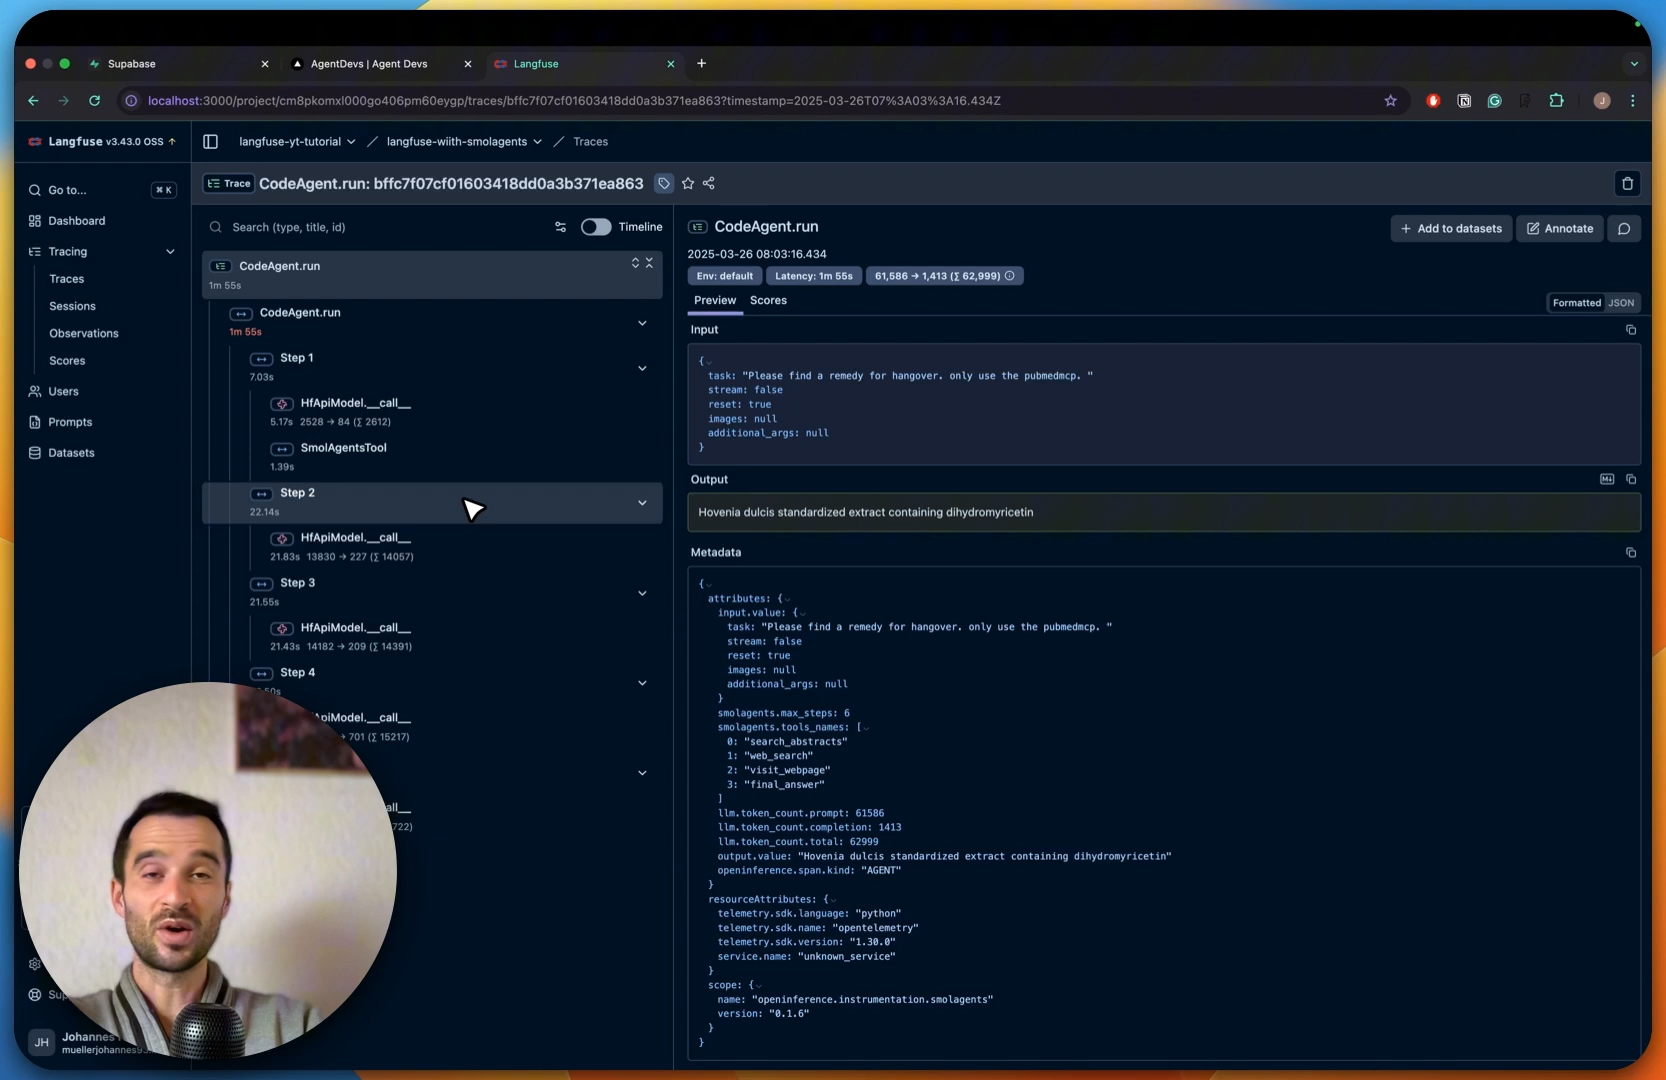 Supabase
AgentDevs | Agent Devs
Langfuse
localhost:3000/project/cm8pkomxl000go406pm60eygp/traces/bffc7f07cf01603418dd0a3b371ea863?timestamp=2025-03-26T07%3A03%3A16.434Z
J
Langfuse v3.43.0 OSS
langfuse-yt-tutorial / langfuse-wiith-smolagents / Traces
Go to... ⌘ K
Dashboard
Tracing
Traces
Sessions
Observations
Scores
Users
Prompts
Datasets
JH
Johannes
Trace CodeAgent.run: bffc7f07cf01603418dd0a3b371ea863
Search (type, title, id)
Timeline
CodeAgent.run
1m 55s
CodeAgent.run
1m 55s
Step 1
7.03s
HfApiModel.__call__
5.17s 2528 → 84 (∑ 2612)
SmolAgentsTool
1.39s
Step 2
22.14s
HfApiModel.__call__
21.83s 13830 → 227 (∑ 14057)
Step 3
21.55s
HfApiModel.__call__
21.43s 14182 → 209 (∑ 14391)
Step 4
piModel.__call__
→ 701 (∑ 15217)
all__
722)
CodeAgent.run
Add to datasets
Annotate
2025-03-26 08:03:16.434
Env: default
Latency: 1m 55s
61,586 → 1,413 (∑ 62,999)
Preview
Scores
Formatted
JSON
Input
{
task: "Please find a remedy for hangover. only use the pubmedmcp. "
stream: false
reset: true
images: null
additional_args: null
}
Output
Hovenia dulcis standardized extract containing dihydromyricetin
Metadata
{
attributes: {
input.value: {
task: "Please find a remedy for hangover. only use the pubmedmcp. "
stream: false
reset: true
images: null
additional_args: null
}
smolagents.max_steps: 6
smolagents.tools_names: [
0: "search_abstracts"
1: "web_search"
2: "visit_webpage"
3: "final_answer"
]
llm.token_count.prompt: 61586
llm.token_count.completion: 1413
llm.token_count.total: 62999
output.value: "Hovenia dulcis standardized extract containing dihydromyricetin"
openinference.span.kind: "AGENT"
}
resourceAttributes: {
telemetry.sdk.language: "python"
telemetry.sdk.name: "opentelemetry"
telemetry.sdk.version: "1.30.0"
service.name: "unknown_service"
}
scope: {
name: "openinference.instrumentation.smolagents"
version: "0.1.6"
}
}